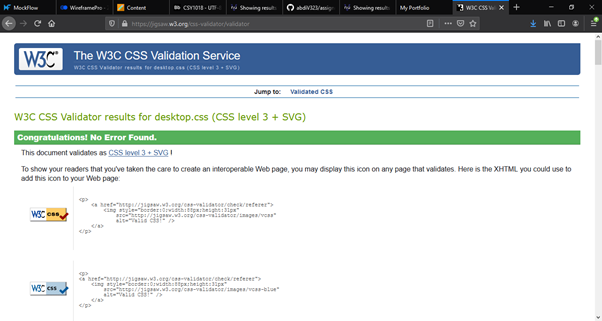 MockFlow
WirePro
Content
CSY1018 - UTF
Showing results
abdiV323/assign
Showing results
My Portfolio
W3C CSS Val
https://jigsaw.w3.org/css-validator/validator
W3C
The W3C CSS Validation Service
W3C CSS Validator results for desktop.css (CSS level 3 + SVG)
Jump to: Validated CSS
W3C CSS Validator results for desktop.css (CSS level 3 + SVG)
Congratulations! No Error Found.
This document validates as CSS level 3 + SVG !
To show your readers that you've taken the care to create an interoperable Web page, you may display this icon on any page that validates. Here is the XHTML you could use to
add this icon to your Web page:
W3C css
<p>
<a href="http://jigsaw.w3.org/css-validator/check/referer">
<img style="border:0;width:88px;height:31px"
src="http://jigsaw.w3.org/css-validator/images/vcss"
alt="Valid CSS!" />
</a>
</p>
W3C css
<p>
<a href="http://jigsaw.w3.org/css-validator/check/referer">
<img style="border:0;width:88px;height:31px"
src="http://jigsaw.w3.org/css-validator/images/vcss-blue"
alt="Valid CSS!" />
</a>
</p>